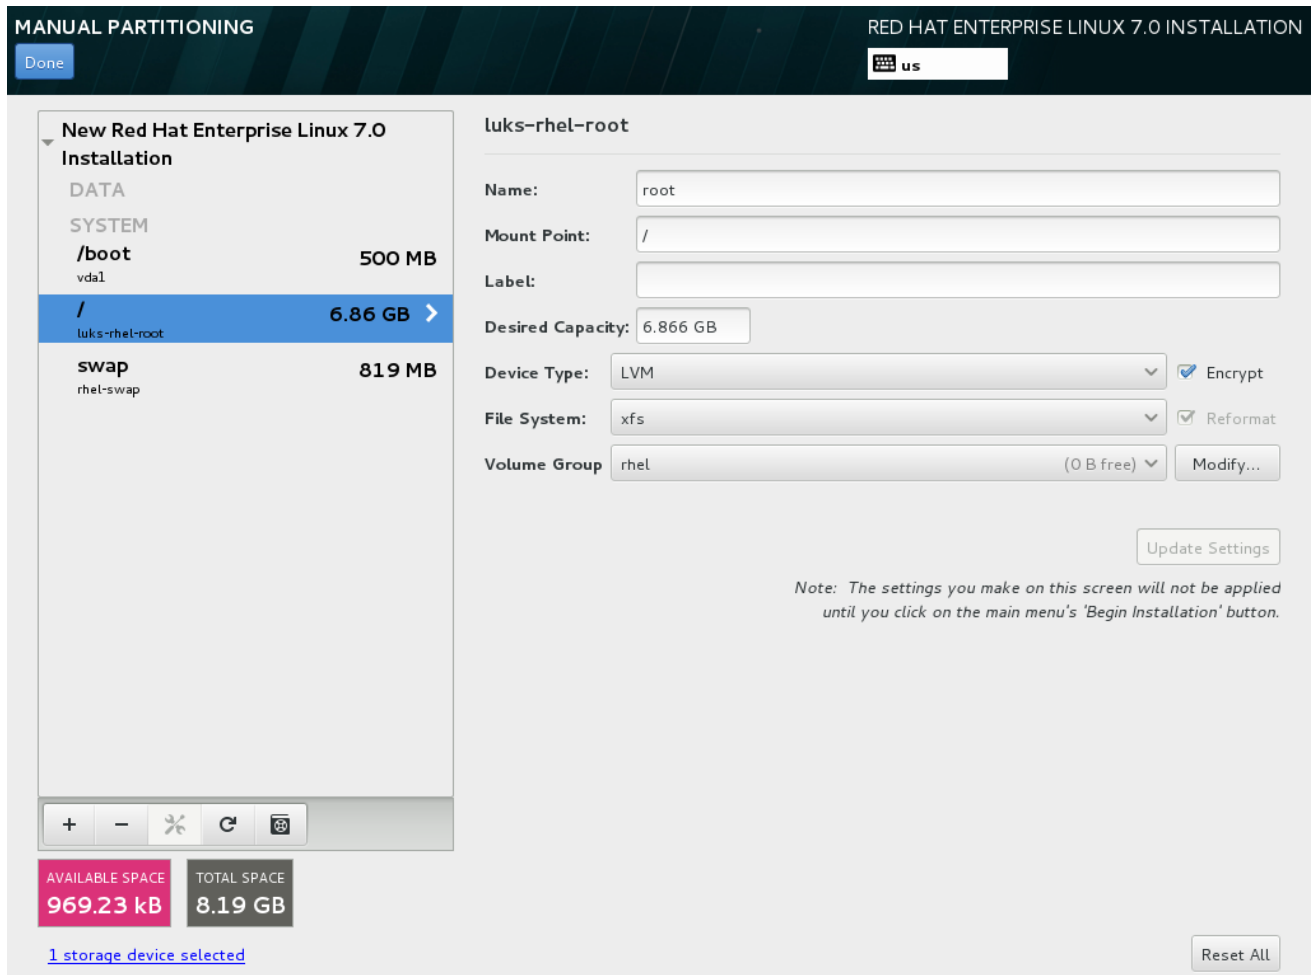 MANUAL PARTITIONING
RED HAT ENTERPRISE LINUX 7.0 INSTALLATION
Done
us
New Red Hat Enterprise Linux 7.0
Installation
DATA
SYSTEM
/boot 500 MB
vda1
/ 6.86 GB
luks-rhel-root
swap 819 MB
rhel-swap
+ −
AVAILABLE SPACE
969.23 kB
TOTAL SPACE
8.19 GB
1 storage device selected
luks-rhel-root
Name: root
Mount Point: /
Label:
Desired Capacity: 6.866 GB
Device Type: LVM Encrypt
File System: xfs Reformat
Volume Group rhel (0 B free) Modify...
Update Settings
Note: The settings you make on this screen will not be applied
until you click on the main menu's 'Begin Installation' button.
Reset All